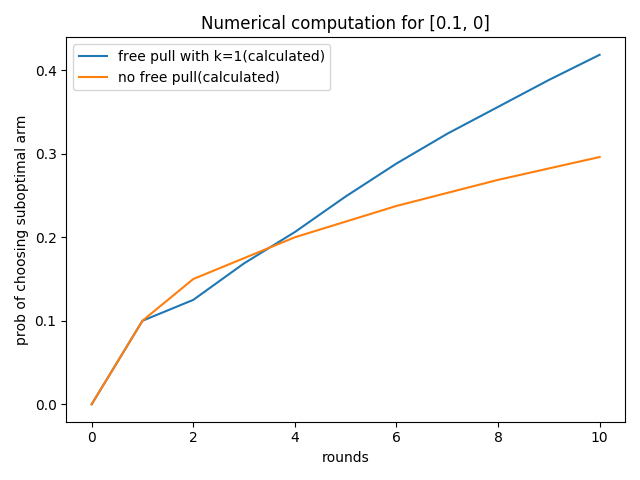 Numerical computation for [0.1, 0]
free pull with k=1(calculated)
no free pull(calculated)
prob of choosing suboptimal arm
0.4
0.3
0.2
0.1
0.0
0 2 4 6 8 10
rounds